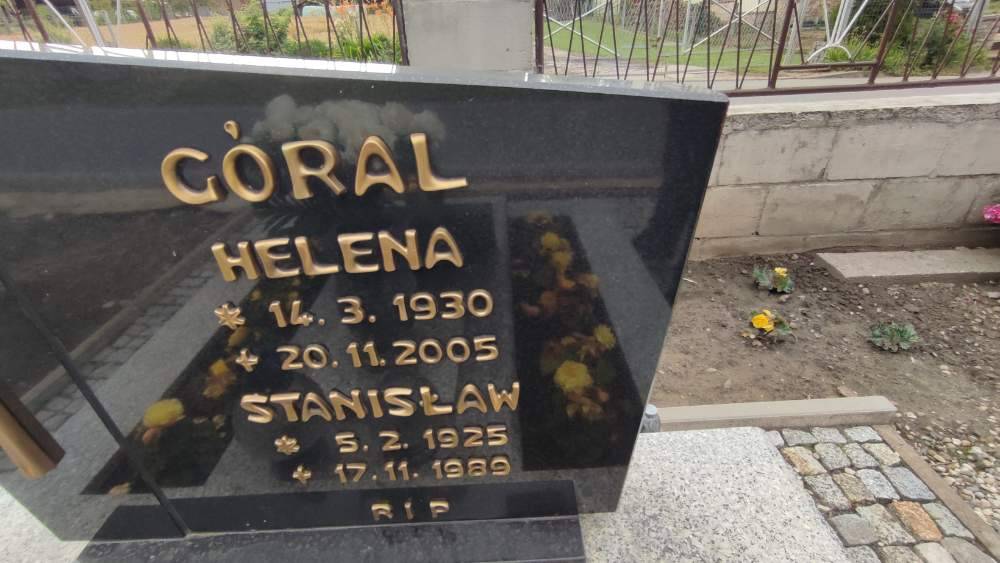 GÓRAL
HELENA
* 14. 3. 1930
+ 20. 11. 2005
STANISŁAW
* 5. 2. 1925
+ 17. 11. 1989
R I P